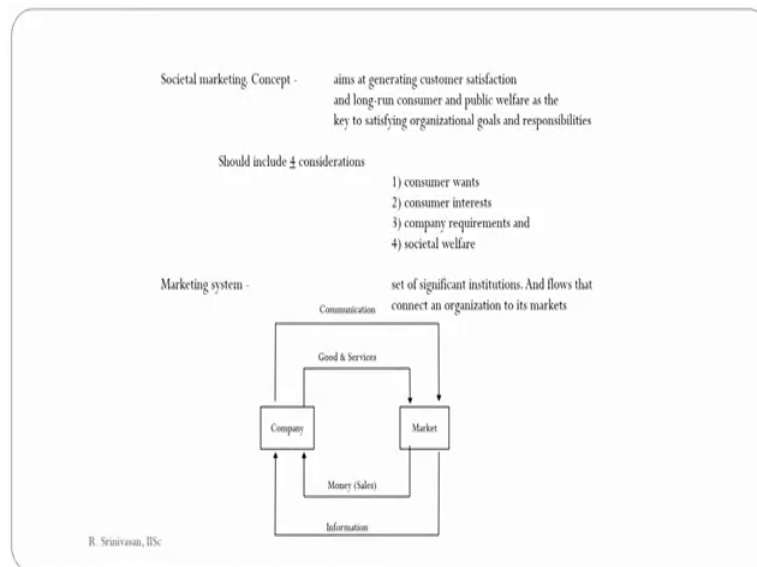 Societal marketing. Concept - aims at generating customer satisfaction
and long-run consumer and public welfare as the
key to satisfying organizational goals and responsibilities
Should include 4 considerations
1) consumer wants
2) consumer interests
3) company requirements and
4) societal welfare
Marketing system - set of significant institutions. And flows that
connect an organization to its markets
Communication
Good & Services
Company
Market
Money (Sales)
Information
R. Srinivasan, IISc